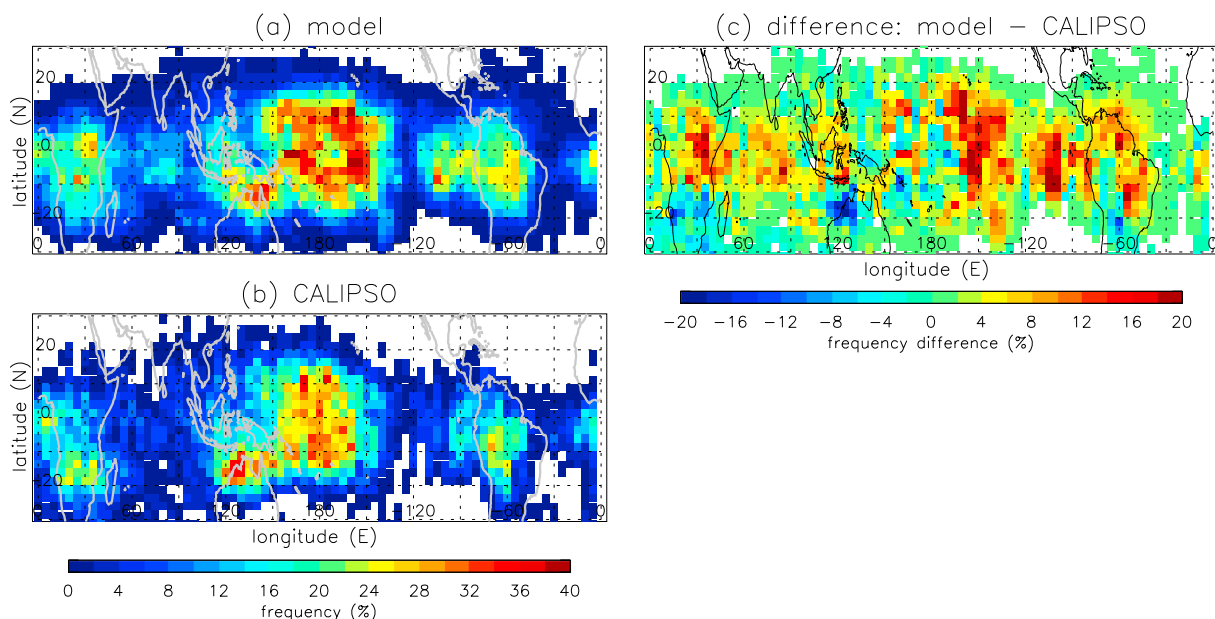 (a) model
latitude (N)
20
0
-20
0
60
120
180
-120
-60
0
(b) CALIPSO
latitude (N)
20
0
-20
0
60
120
180
-120
-60
0
longitude (E)
0 4 8 12 16 20 24 28 32 36 40
frequency (%)
(c) difference: model − CALIPSO
20
0
-20
0
60
120
180
-120
-60
0
longitude (E)
−20 −16 −12 −8 −4 0 4 8 12 16 20
frequency difference (%)